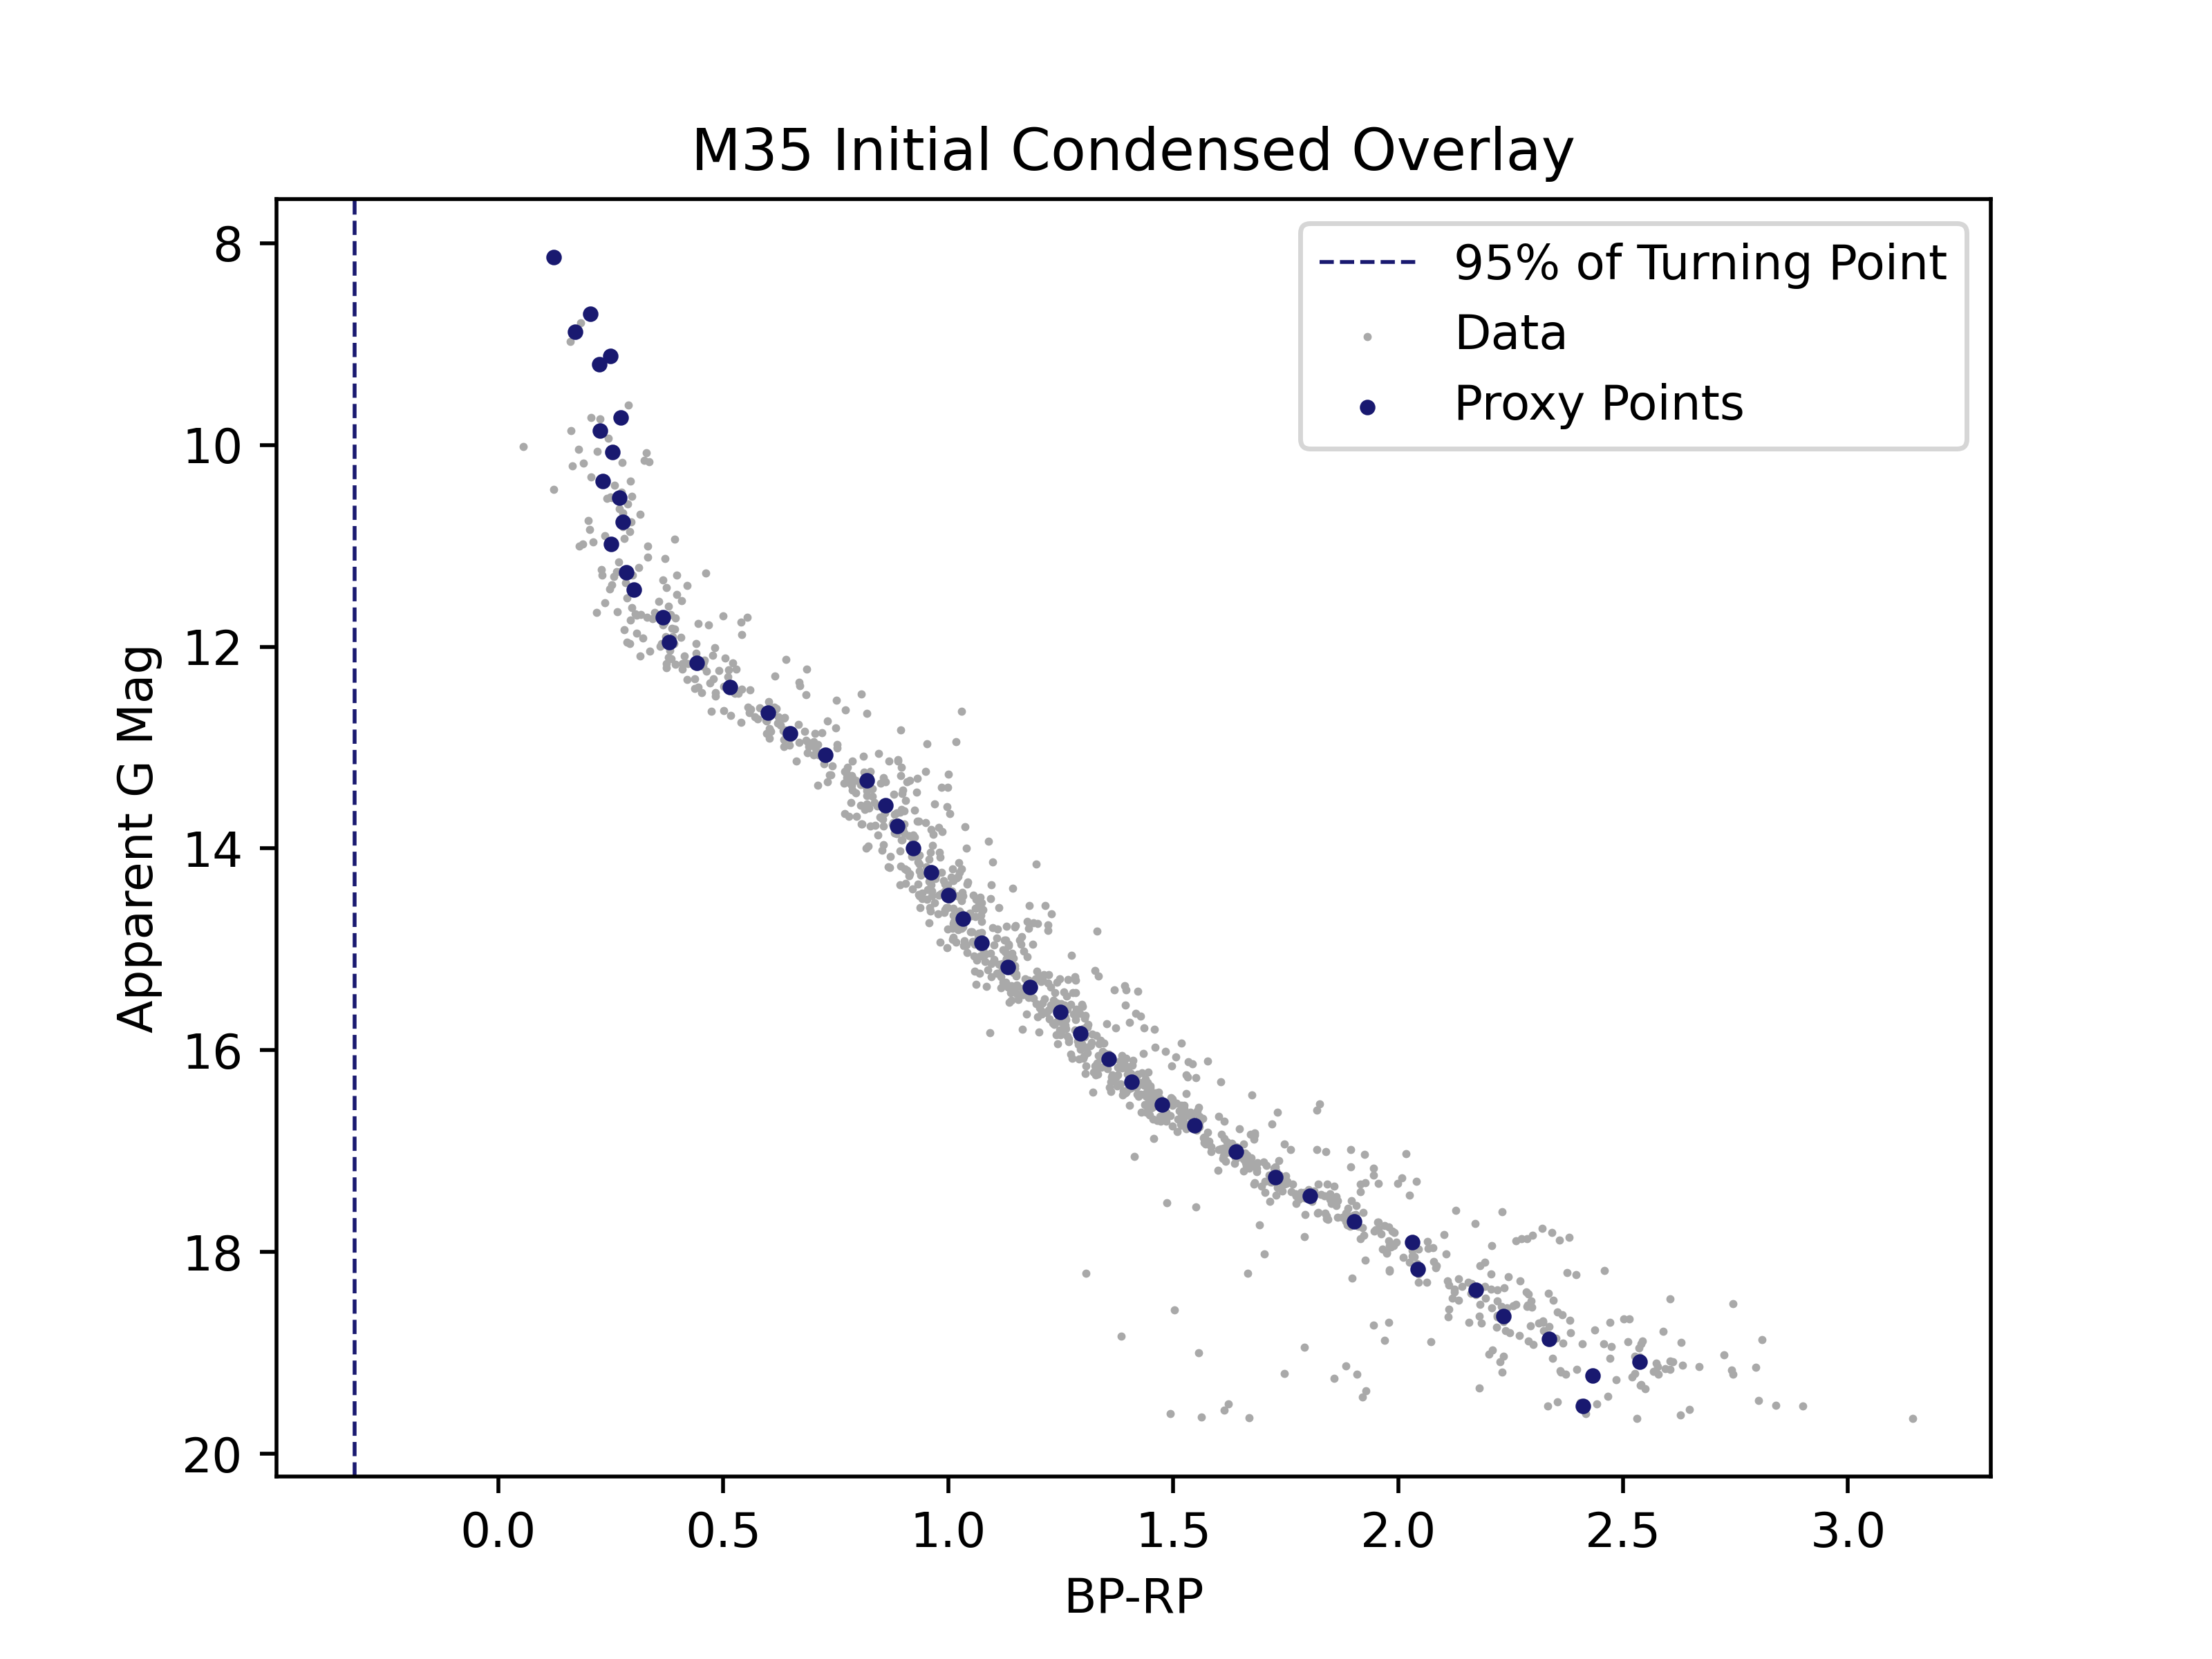 M35 Initial Condensed Overlay
95% of Turning Point
Data
Proxy Points
Apparent G Mag
8
10
12
14
16
18
20
0.0 0.5 1.0 1.5 2.0 2.5 3.0
BP-RP